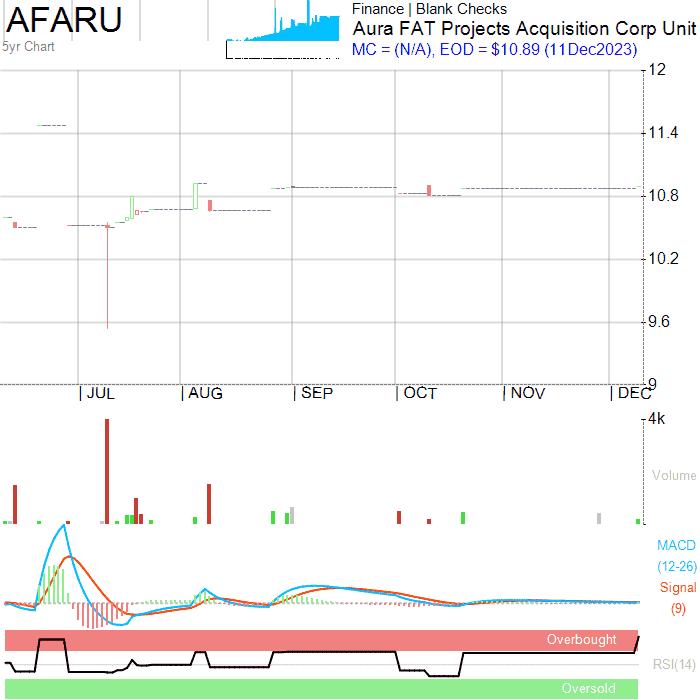 AFARU
5yr Chart
Finance | Blank Checks
Aura FAT Projects Acquisition Corp Unit
MC = (N/A), EOD = $10.89 (11Dec2023)
12
11.4
10.8
10.2
9.6
9
JUL
AUG
SEP
OCT
NOV
DEC
4k
Volume
MACD
(12-26)
Signal
(9)
Overbought
RSI(14)
Oversold